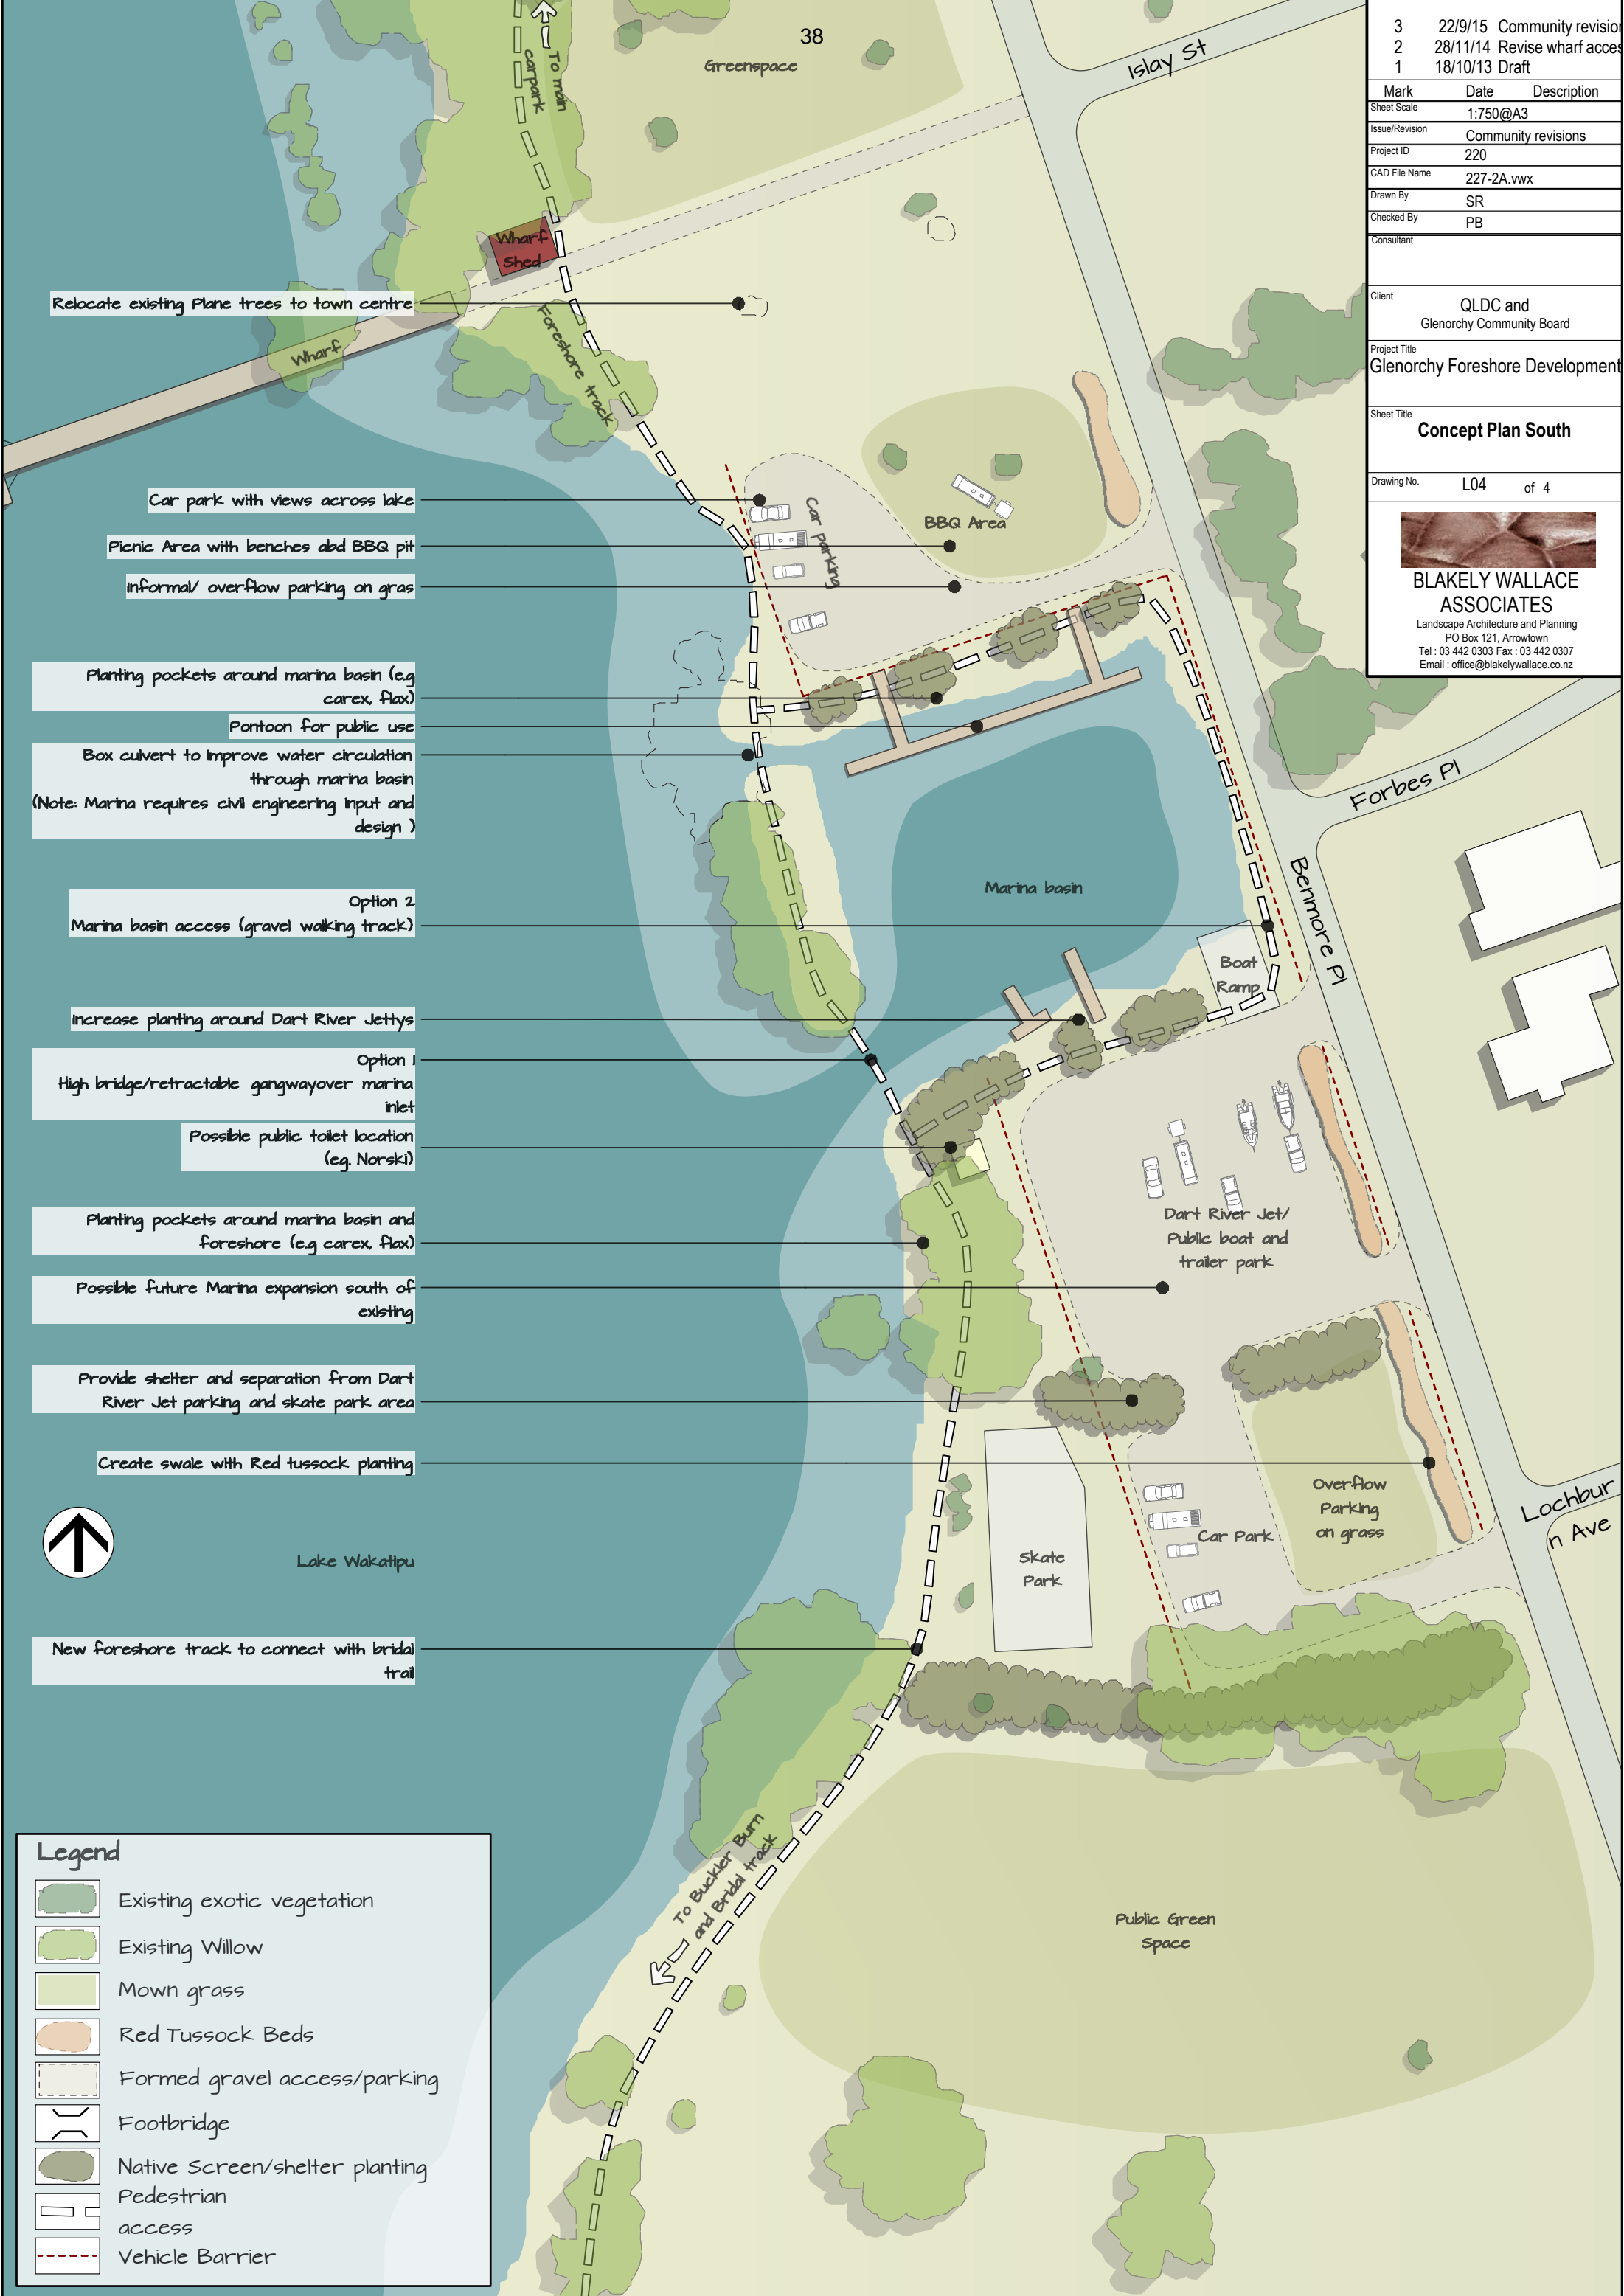 38
Greenspace
To main
carpark
Islay St
Wharf
Shed
Relocate existing Plane trees to town centre
Wharf
Foreshore track
Car park with views across lake
Car parking
BBQ Area
Picnic Area with benches abd BBQ pit
Informal/ overflow parking on gras
Planting pockets around marina basin (e.g
carex, flax)
Pontoon for public use
Box culvert to improve water circulation
through marina basin
(Note: Marina requires civil engineering input and
design )
Forbes Pl
Marina basin
Benmore Pl
Option 2
Marina basin access (gravel walking track)
Boat
Ramp
Increase planting around Dart River Jettys
Option 1
High bridge/retractable gangwayover marina
inlet
Possible public toilet location
(eg. Norski)
Planting pockets around marina basin and
foreshore (e.g carex, flax)
Dart River Jet/
Public boat and
trailer park
Possible future Marina expansion south of
existing
Provide shelter and separation from Dart
River Jet parking and skate park area
Create swale with Red tussock planting
Overflow
Parking
on grass
Car Park
Lochbur
n Ave
Lake Wakatipu
Skate
Park
New foreshore track to connect with bridal
trail
To Buckler Burn
and Bridal track
Public Green
Space
Legend
Existing exotic vegetation
Existing Willow
Mown grass
Red Tussock Beds
Formed gravel access/parking
Footbridge
Native Screen/shelter planting
Pedestrian
access
Vehicle Barrier
3 22/9/15 Community revision
2 28/11/14 Revise wharf acces
1 18/10/13 Draft
Mark Date Description
Sheet Scale 1:750@A3
Issue/Revision Community revisions
Project ID 220
CAD File Name 227-2A.vwx
Drawn By SR
Checked By PB
Consultant
Client
QLDC and
Glenorchy Community Board
Project Title
Glenorchy Foreshore Development
Sheet Title
Concept Plan South
Drawing No. L04 of 4
BLAKELY WALLACE
ASSOCIATES
Landscape Architecture and Planning
PO Box 121, Arrowtown
Tel : 03 442 0303 Fax : 03 442 0307
Email : office@blakelywallace.co.nz